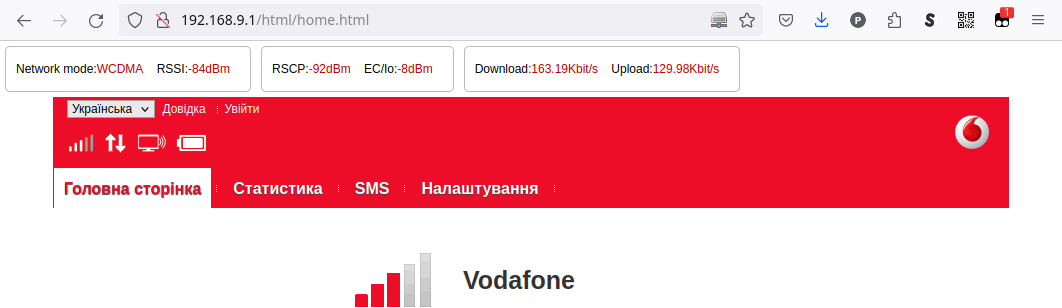 192.168.9.1/html/home.html
P
S
1
Network mode:WCDMA RSSI:-84dBm
RSCP:-92dBm EC/Io:-8dBm
Download:163.19Kbit/s Upload:129.98Kbit/s
Українська Довідка Увійти
Головна сторінка Статистика SMS Налаштування
Vodafone